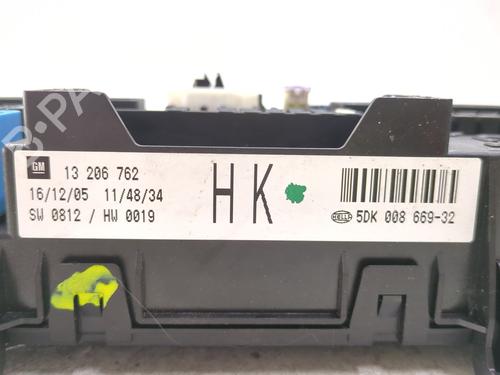 GM 13 206 762
16/12/05 11/48/34
SW 0812 / HW 0019
HK
HELLA 5DK 008 669-32
B-PARTS